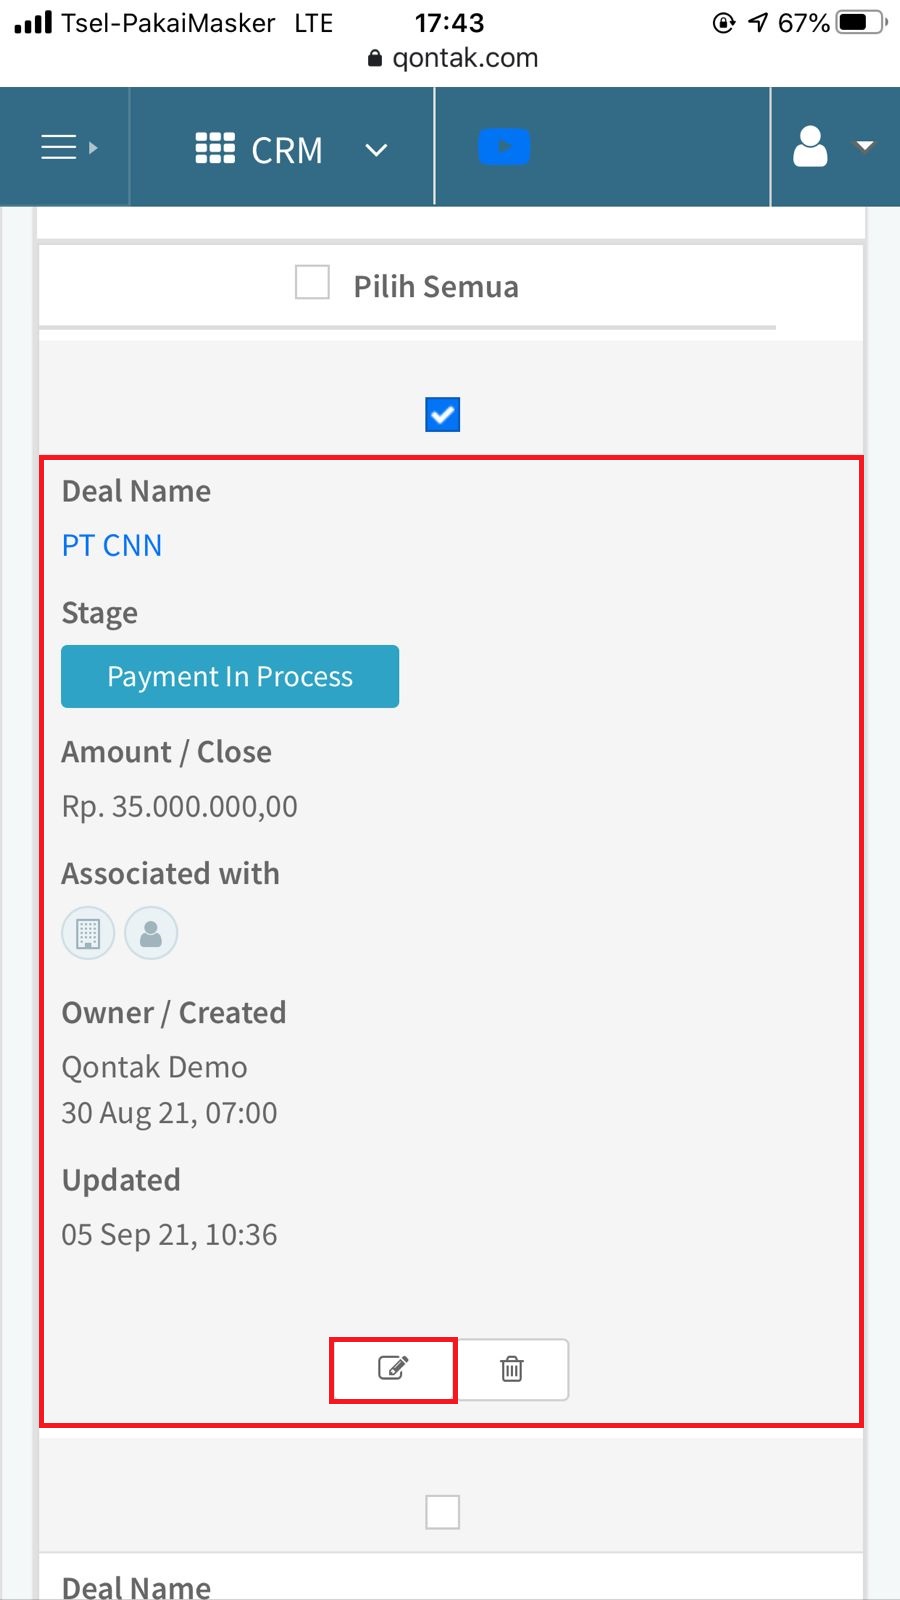 Tsel-PakaiMasker LTE 17:43 67%
qontak.com
CRM
Pilih Semua
Deal Name
PT CNN
Stage
Payment In Process
Amount / Close
Rp. 35.000.000,00
Associated with
Owner / Created
Qontak Demo
30 Aug 21, 07:00
Updated
05 Sep 21, 10:36
Deal Name